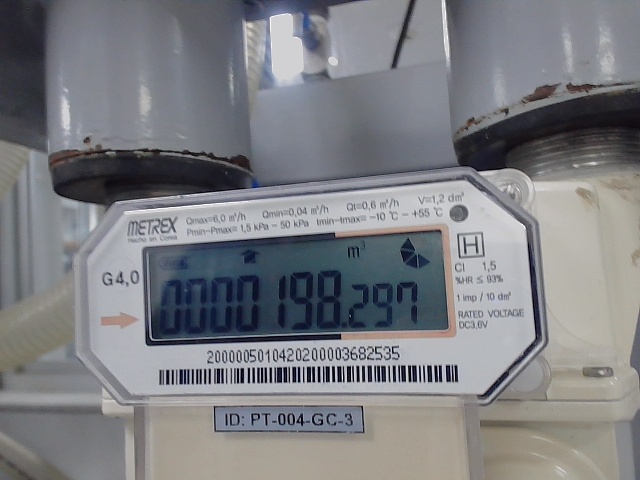 METREX
Hecho en Corea
Qmax=6,0 m³/h Qmin=0,04 m³/h Qt=0,6 m³/h V=1,2 dm³
Pmin-Pmax= 1,5 kPa - 50 kPa tmin-tmax= -10 °C - +55 °C
G4,0
m³
0000198.297
H
Cl 1,5
%HR ≤ 93%
1 imp / 10 dm³
RATED VOLTAGE
DC3,6V
20000050104202000003682535
ID: PT-004-GC-3